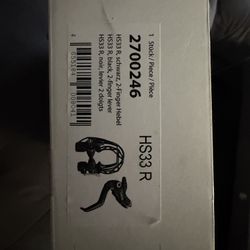 1 Stück / Piece / Pièce
2700246
HS33 R, schwarz, 2-Finger Hebel
HS33 R, black, 2-finger lever
HS33 R, noir, levier 2 doigts
HS33 R